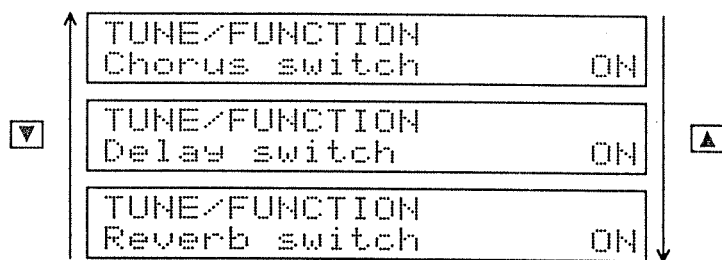 TUNE/FUNCTION
Chorus switch ON
TUNE/FUNCTION
Delay switch ON
TUNE/FUNCTION
Reverb switch ON